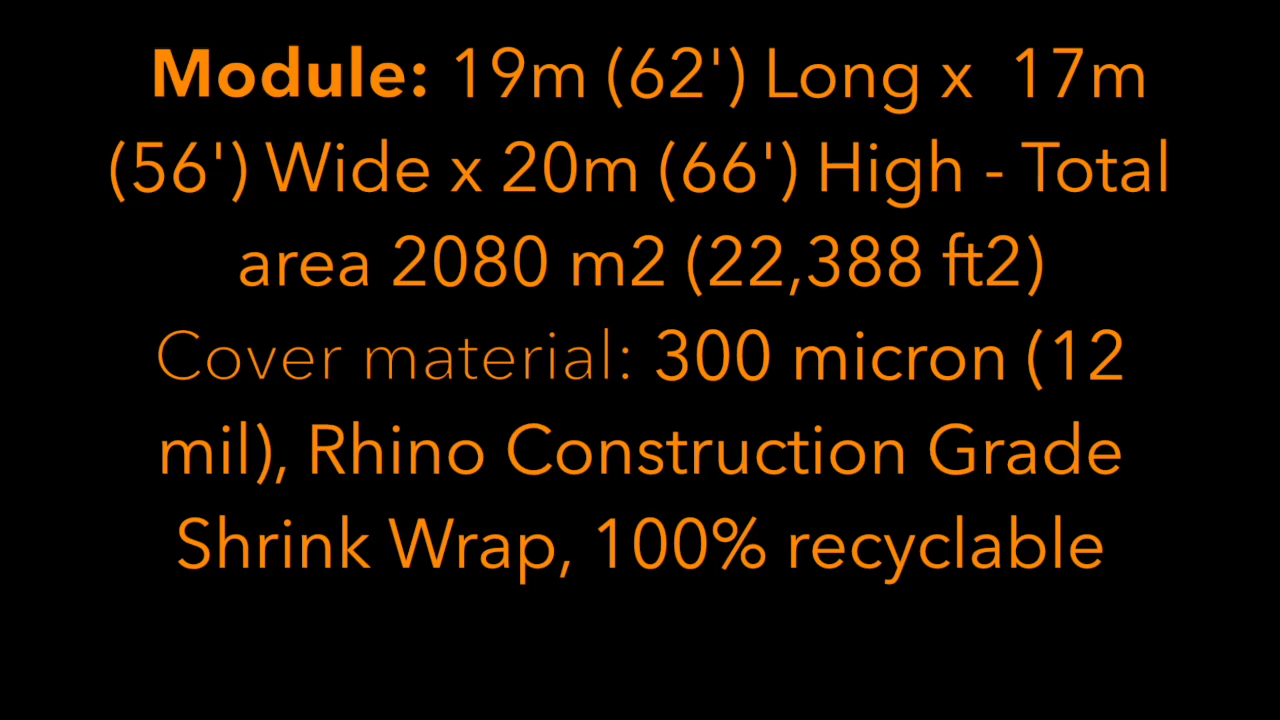 Module: 19m (62') Long x  17m
(56') Wide x 20m (66') High - Total
area 2080 m2 (22,388 ft2)
Cover material: 300 micron (12
mil), Rhino Construction Grade
Shrink Wrap, 100% recyclable